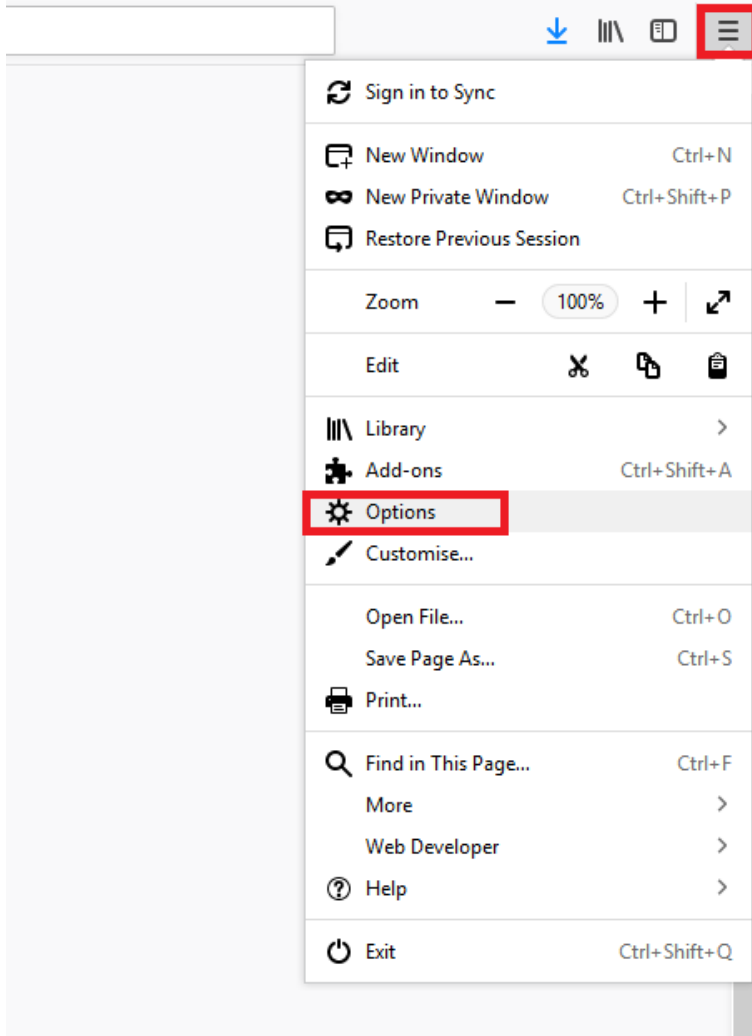 Sign in to Sync
New Window Ctrl+N
New Private Window Ctrl+Shift+P
Restore Previous Session
Zoom 100%
Edit
Library
Add-ons Ctrl+Shift+A
Options
Customise...
Open File... Ctrl+O
Save Page As... Ctrl+S
Print...
Find in This Page... Ctrl+F
More
Web Developer
Help
Exit Ctrl+Shift+Q